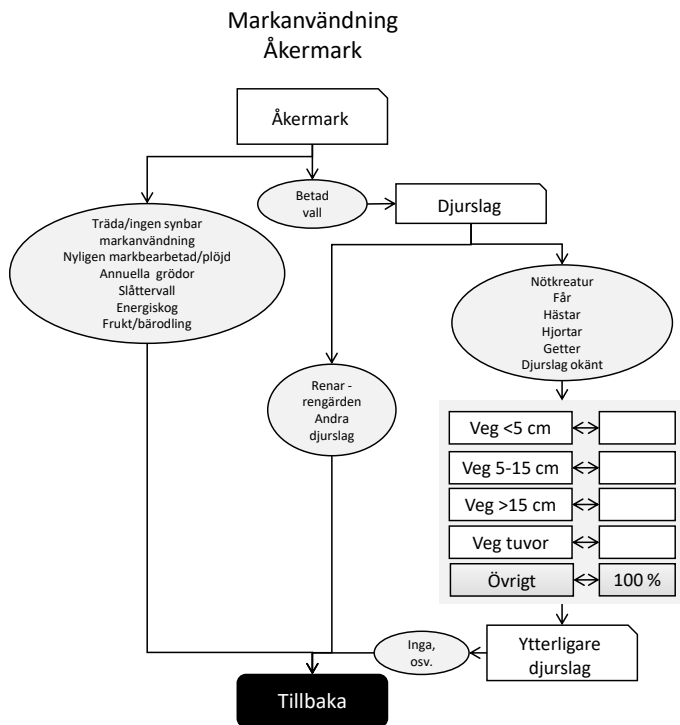 Markanvändning
Åkermark
Åkermark
Betad
vall
Djurslag
Träda/ingen synbar
markanvändning
Nyligen markbearbetad/plöjd
Annuella grödor
Slåttervall
Energiskog
Frukt/bärodling
Nötkreatur
Får
Hästar
Hjortar
Getter
Djurslag okänt
Renar -
rengärden
Andra
djurslag
Veg <5 cm
Veg 5-15 cm
Veg >15 cm
Veg tuvor
Övrigt
100 %
Inga,
osv.
Ytterligare
djurslag
Tillbaka